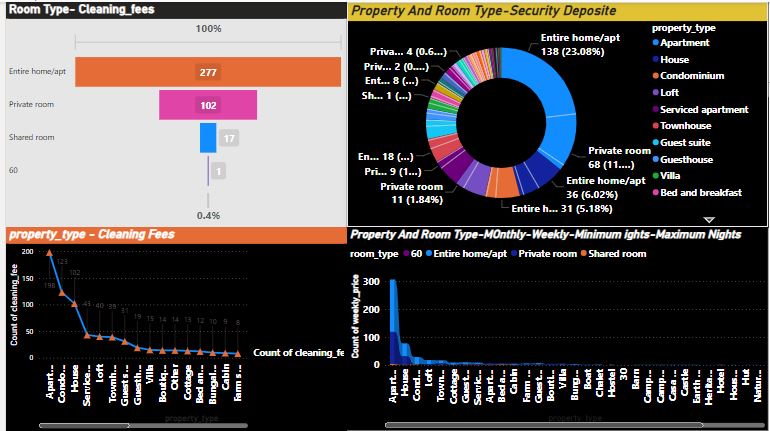 Room Type- Cleaning_fees
100%
Entire home/apt
277
Private room
102
Shared room
17
60
1
0.4%
Property And Room Type-Security Deposite
Entire home/apt
138 (23.08%)
Private room
68 (11....)
Entire home/apt
36 (6.02%)
Entire h... 31 (5.18%)
Private room
11 (1.84%)
Pri... 9 (1...)
En... 18 (...)
Sh... 1 (...)
Ent... 8 (...)
Priv... 2 (0....)
Priva... 4 (0.6...)
property_type
Apartment
House
Condominium
Loft
Serviced apartment
Townhouse
Guest suite
Guesthouse
Villa
Bed and breakfast
property_type - Cleaning Fees
Count of cleaning_fee
200
150
100
50
0
198
123
102
43
40
39
31
19
15
14
14
13
12
10
9
8
Apart...
Condo...
House
Service...
Loft
Townh...
Guest s...
Guesth...
Villa
Boutiq...
Other
Cottage
Bed an...
Bungal...
Cabin
Farm s...
Count of cleaning_fe
property_type
Property And Room Type-MOnthly-Weekly-Minimum ights-Maximum Nights
room_type
60
Entire home/apt
Private room
Shared room
Count of weekly_price
300
200
100
0
Apart...
House
Cond...
Loft
Town...
Cottage
Guest...
Servic...
Apart...
Bed a...
Cabin
Farm ...
Guest...
Bouti...
Villa
Bung...
Boat
Chalet
Hostel
30
Barn
Camp...
Camp...
Casa ...
Castle
Earth ...
Herita...
Hotel
Hous...
Hut
Natur...
property_type